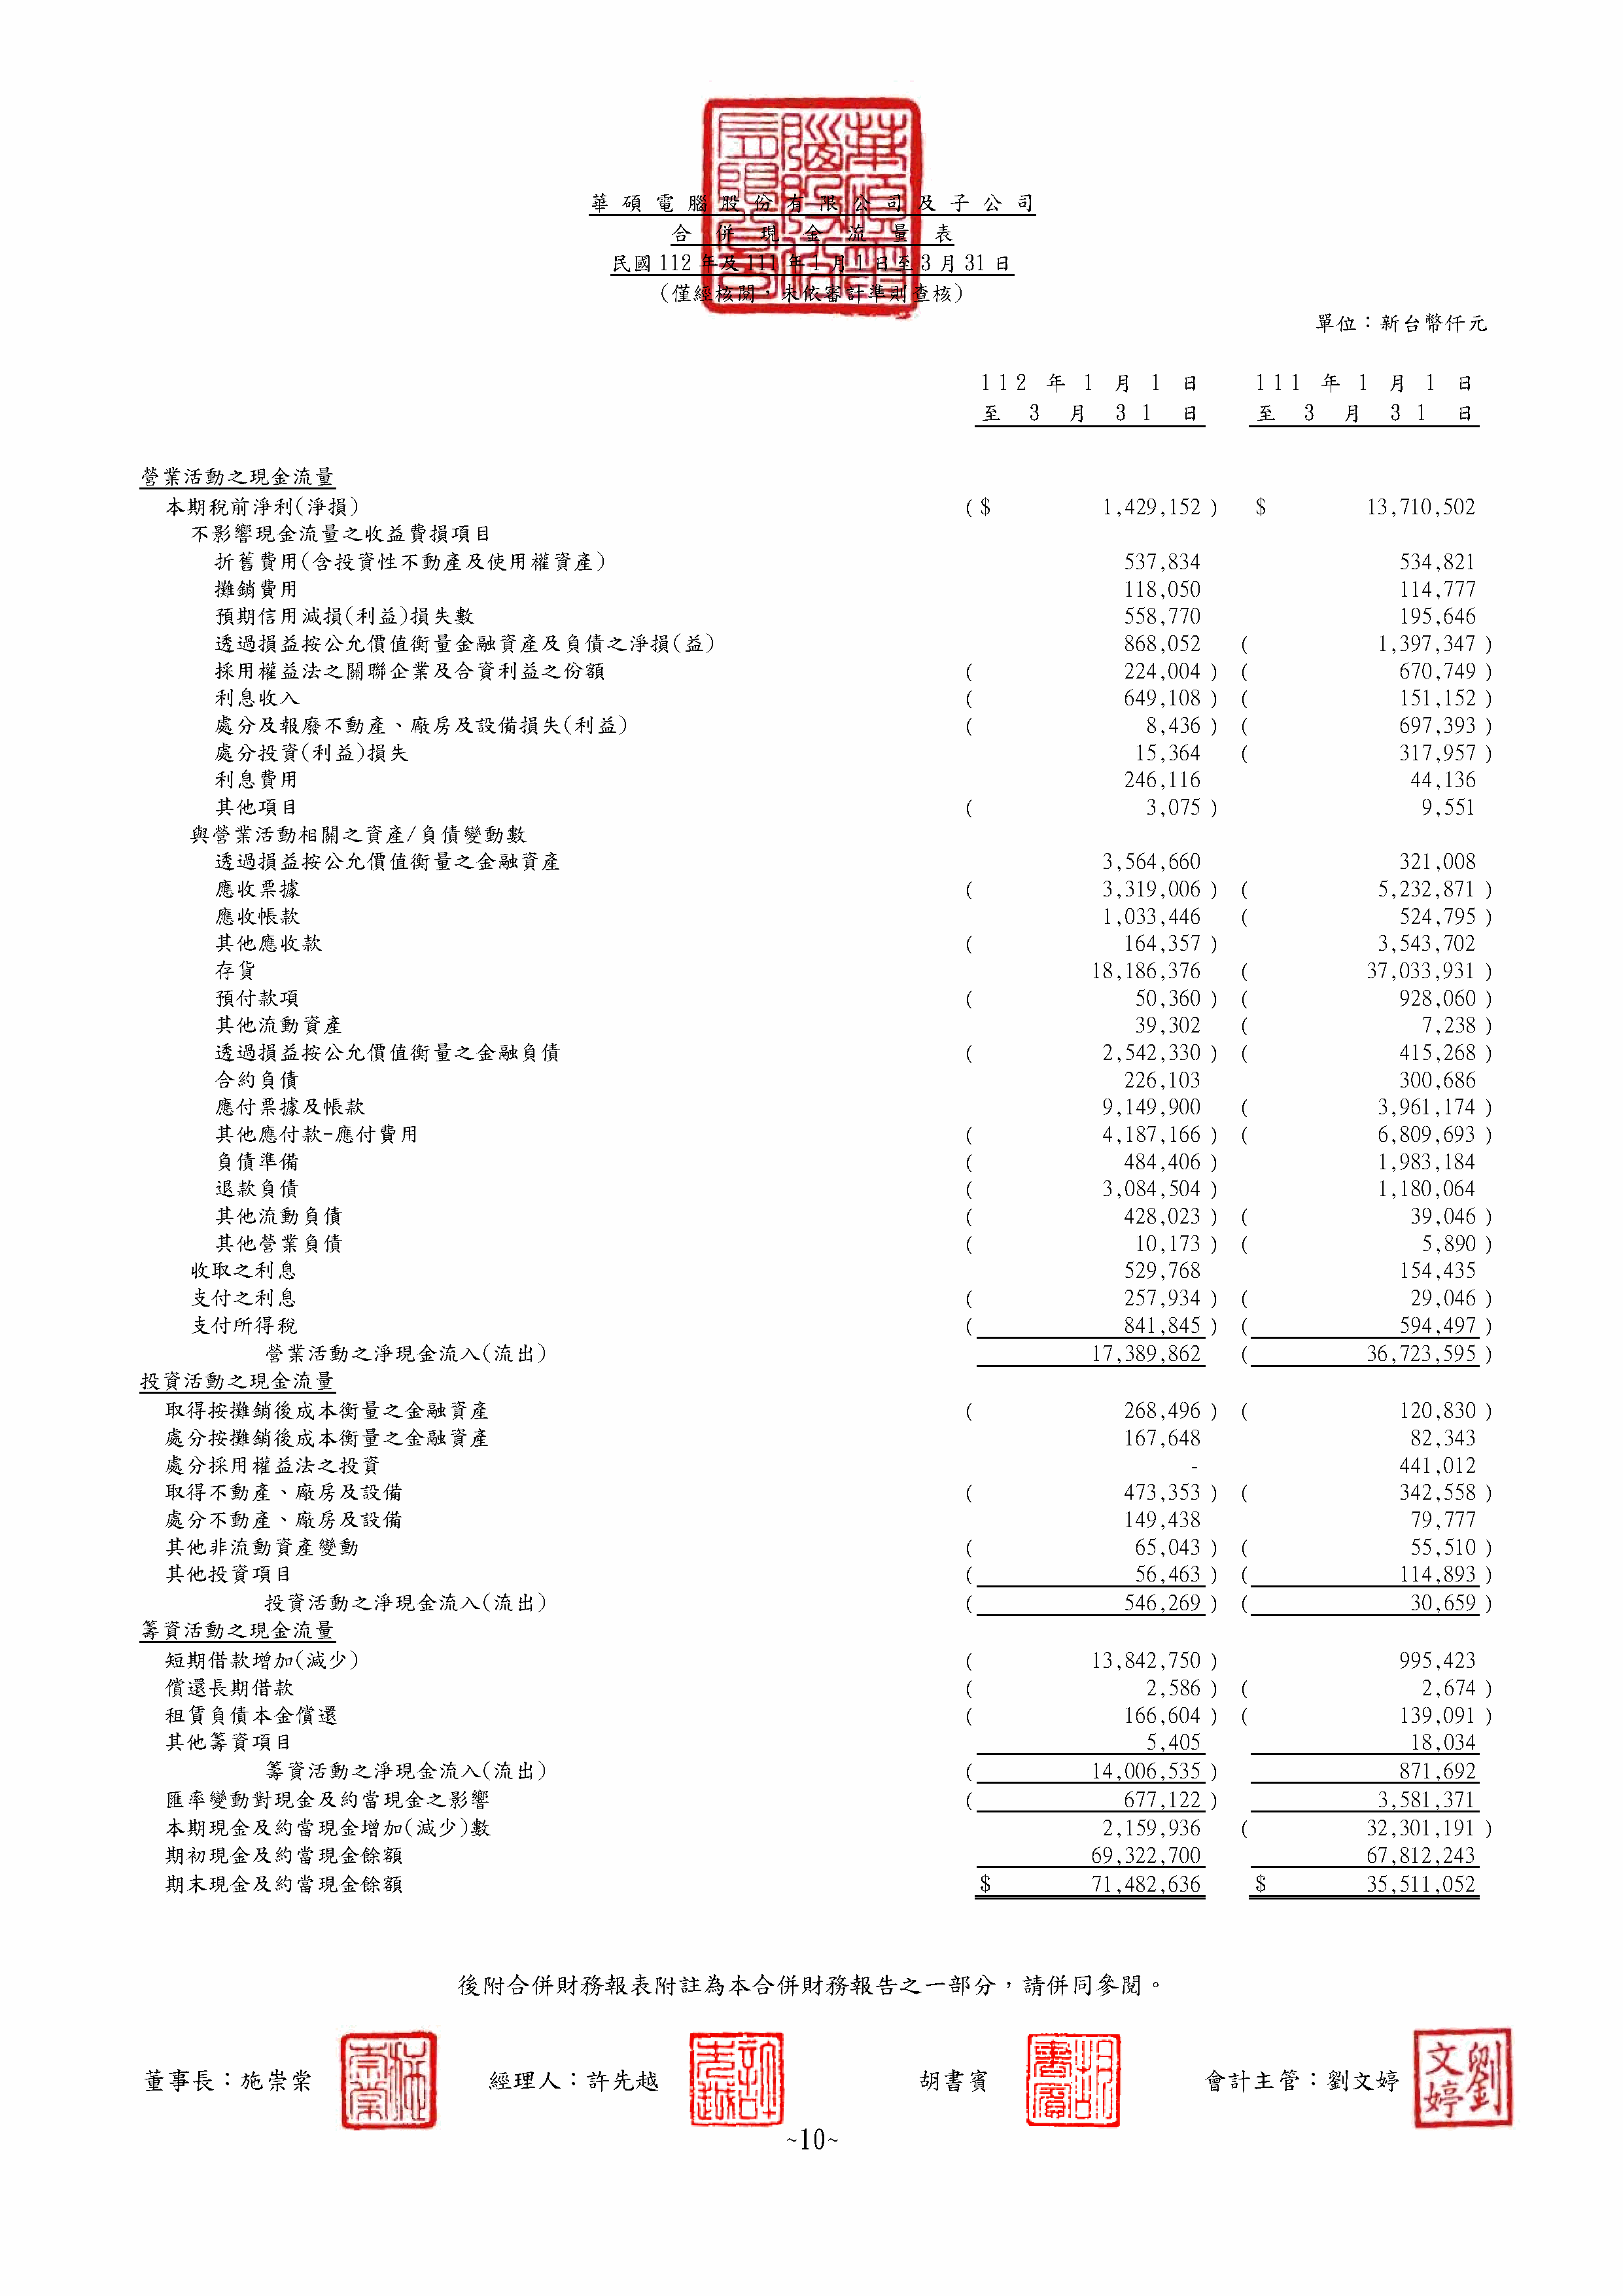 華碩電腦股份有限公司及子公司
合併現金流量表
民國112年及111年1月1日至3月31日
(僅經核閱，未依審計準則查核)
單位：新台幣仟元
112年1月1日 111年1月1日
至3月31日 至3月31日
營業活動之現金流量
本期稅前淨利(淨損) ($ 1,429,152) $ 13,710,502
不影響現金流量之收益費損項目
折舊費用(含投資性不動產及使用權資產) 537,834 534,821
攤銷費用 118,050 114,777
預期信用減損(利益)損失數 558,770 195,646
透過損益按公允價值衡量金融資產及負債之淨損(益) 868,052 ( 1,397,347)
採用權益法之關聯企業及合資利益之份額 ( 224,004) ( 670,749)
利息收入 ( 649,108) ( 151,152)
處分及報廢不動產、廠房及設備損失(利益) ( 8,436) ( 697,393)
處分投資(利益)損失 15,364 ( 317,957)
利息費用 246,116 44,136
其他項目 ( 3,075) 9,551
與營業活動相關之資產/負債變動數
透過損益按公允價值衡量之金融資產 3,564,660 321,008
應收票據 ( 3,319,006) ( 5,232,871)
應收帳款 1,033,446 ( 524,795)
其他應收款 ( 164,357) 3,543,702
存貨 18,186,376 ( 37,033,931)
預付款項 ( 50,360) ( 928,060)
其他流動資產 39,302 ( 7,238)
透過損益按公允價值衡量之金融負債 ( 2,542,330) ( 415,268)
合約負債 226,103 300,686
應付票據及帳款 9,149,900 ( 3,961,174)
其他應付款-應付費用 ( 4,187,166) ( 6,809,693)
負債準備 ( 484,406) 1,983,184
退款負債 ( 3,084,504) 1,180,064
其他流動負債 ( 428,023) ( 39,046)
其他營業負債 ( 10,173) ( 5,890)
收取之利息 529,768 154,435
支付之利息 ( 257,934) ( 29,046)
支付所得稅 ( 841,845) ( 594,497)
營業活動之淨現金流入(流出) 17,389,862 ( 36,723,595)
投資活動之現金流量
取得按攤銷後成本衡量之金融資產 ( 268,496) ( 120,830)
處分按攤銷後成本衡量之金融資產 167,648 82,343
處分採用權益法之投資 - 441,012
取得不動產、廠房及設備 ( 473,353) ( 342,558)
處分不動產、廠房及設備 149,438 79,777
其他非流動資產變動 ( 65,043) ( 55,510)
其他投資項目 ( 56,463) ( 114,893)
投資活動之淨現金流入(流出) ( 546,269) ( 30,659)
籌資活動之現金流量
短期借款增加(減少) ( 13,842,750) 995,423
償還長期借款 ( 2,586) ( 2,674)
租賃負債本金償還 ( 166,604) ( 139,091)
其他籌資項目 5,405 18,034
籌資活動之淨現金流入(流出) ( 14,006,535) 871,692
匯率變動對現金及約當現金之影響 ( 677,122) 3,581,371
本期現金及約當現金增加(減少)數 2,159,936 ( 32,301,191)
期初現金及約當現金餘額 69,322,700 67,812,243
期末現金及約當現金餘額 $ 71,482,636 $ 35,511,052
後附合併財務報表附註為本合併財務報告之一部分，請併同參閱。
董事長：施崇棠 經理人：許先越 胡書賓 會計主管：劉文婷
~10~